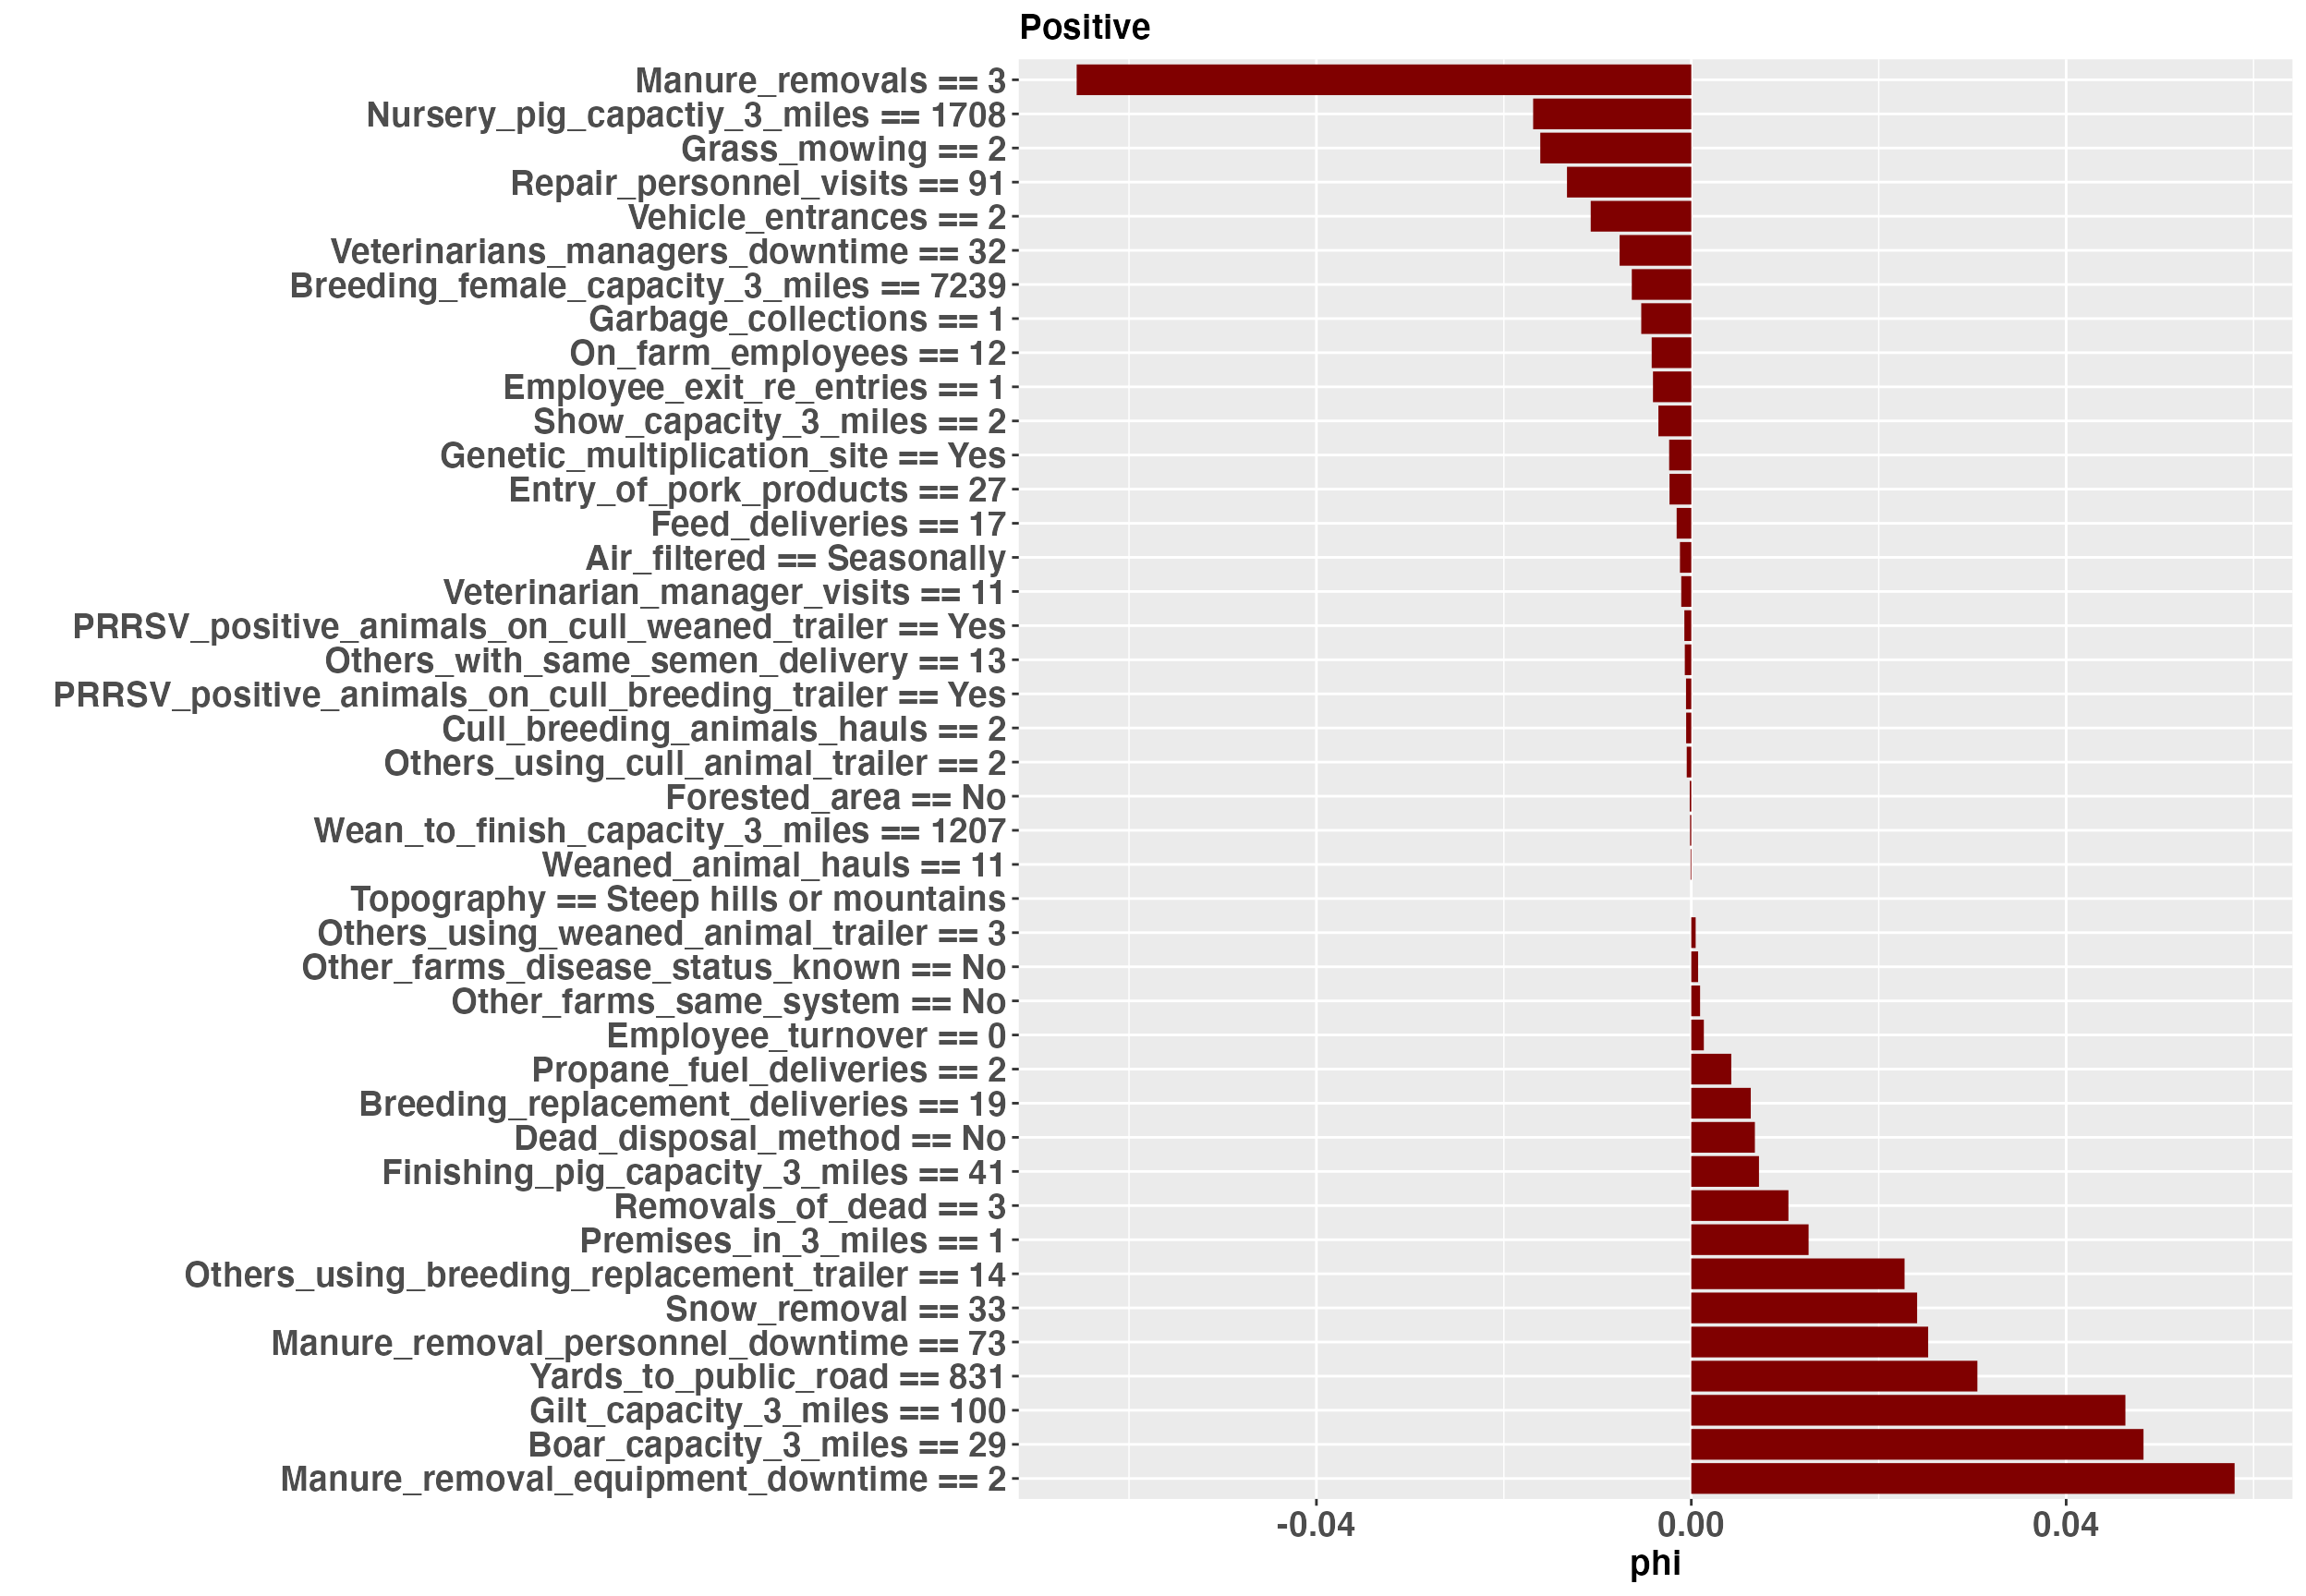 Positive
Manure_removals == 3
Nursery_pig_capactiy_3_miles == 1708
Grass_mowing == 2
Repair_personnel_visits == 91
Vehicle_entrances == 2
Veterinarians_managers_downtime == 32
Breeding_female_capacity_3_miles == 7239
Garbage_collections == 1
On_farm_employees == 12
Employee_exit_re_entries == 1
Show_capacity_3_miles == 2
Genetic_multiplication_site == Yes
Entry_of_pork_products == 27
Feed_deliveries == 17
Air_filtered == Seasonally
Veterinarian_manager_visits == 11
PRRSV_positive_animals_on_cull_weaned_trailer == Yes
Others_with_same_semen_delivery == 13
PRRSV_positive_animals_on_cull_breeding_trailer == Yes
Cull_breeding_animals_hauls == 2
Others_using_cull_animal_trailer == 2
Forested_area == No
Wean_to_finish_capacity_3_miles == 1207
Weaned_animal_hauls == 11
Topography == Steep hills or mountains
Others_using_weaned_animal_trailer == 3
Other_farms_disease_status_known == No
Other_farms_same_system == No
Employee_turnover == 0
Propane_fuel_deliveries == 2
Breeding_replacement_deliveries == 19
Dead_disposal_method == No
Finishing_pig_capacity_3_miles == 41
Removals_of_dead == 3
Premises_in_3_miles == 1
Others_using_breeding_replacement_trailer == 14
Snow_removal == 33
Manure_removal_personnel_downtime == 73
Yards_to_public_road == 831
Gilt_capacity_3_miles == 100
Boar_capacity_3_miles == 29
Manure_removal_equipment_downtime == 2
-0.04 0.00 0.04
phi